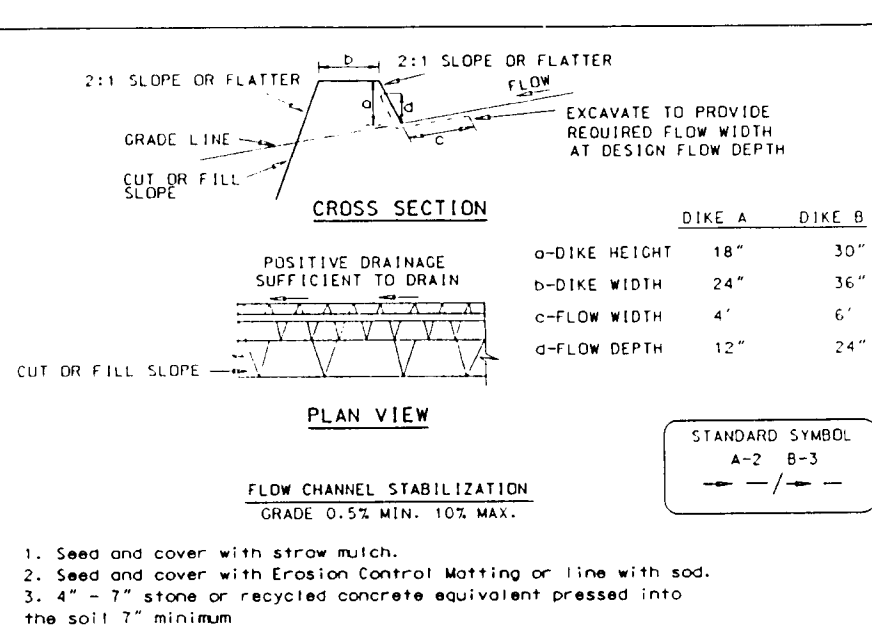 b
2:1 SLOPE OR FLATTER
2:1 SLOPE OR FLATTER
FLOW
a
d
EXCAVATE TO PROVIDE
REQUIRED FLOW WIDTH
AT DESIGN FLOW DEPTH
c
GRADE LINE
CUT OR FILL
SLOPE
CROSS SECTION
DIKE A DIKE B
a-DIKE HEIGHT 18" 30"
b-DIKE WIDTH 24" 36"
c-FLOW WIDTH 4' 6'
d-FLOW DEPTH 12" 24"
POSITIVE DRAINAGE
SUFFICIENT TO DRAIN
CUT OR FILL SLOPE
PLAN VIEW
STANDARD SYMBOL
A-2 B-3
/
FLOW CHANNEL STABILIZATION
GRADE 0.5% MIN. 10% MAX.
1. Seed and cover with straw mulch.
2. Seed and cover with Erosion Control Matting or line with sod.
3. 4" - 7" stone or recycled concrete equivalent pressed into
the soil 7" minimum